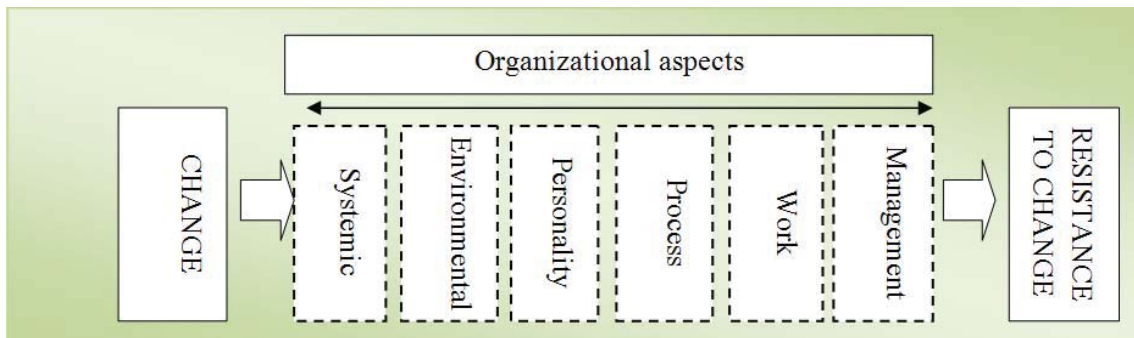 Organizational aspects
CHANGE
Systemic
Environmental
Personality
Process
Work
Management
RESISTANCE
TO CHANGE